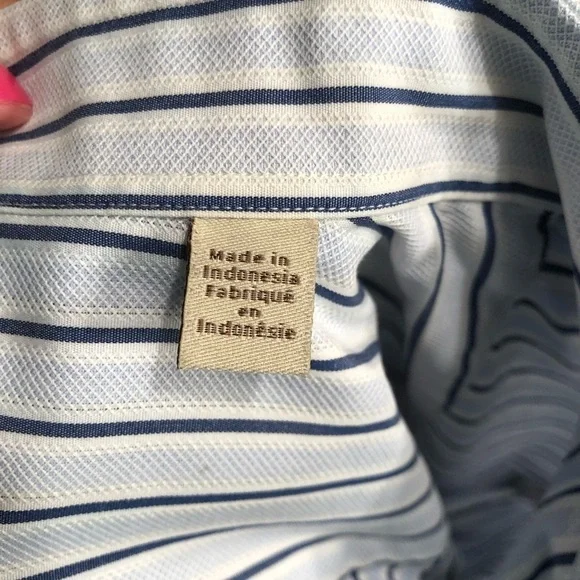 Made in
Indonesia
Fabriqué
en
Indonésie